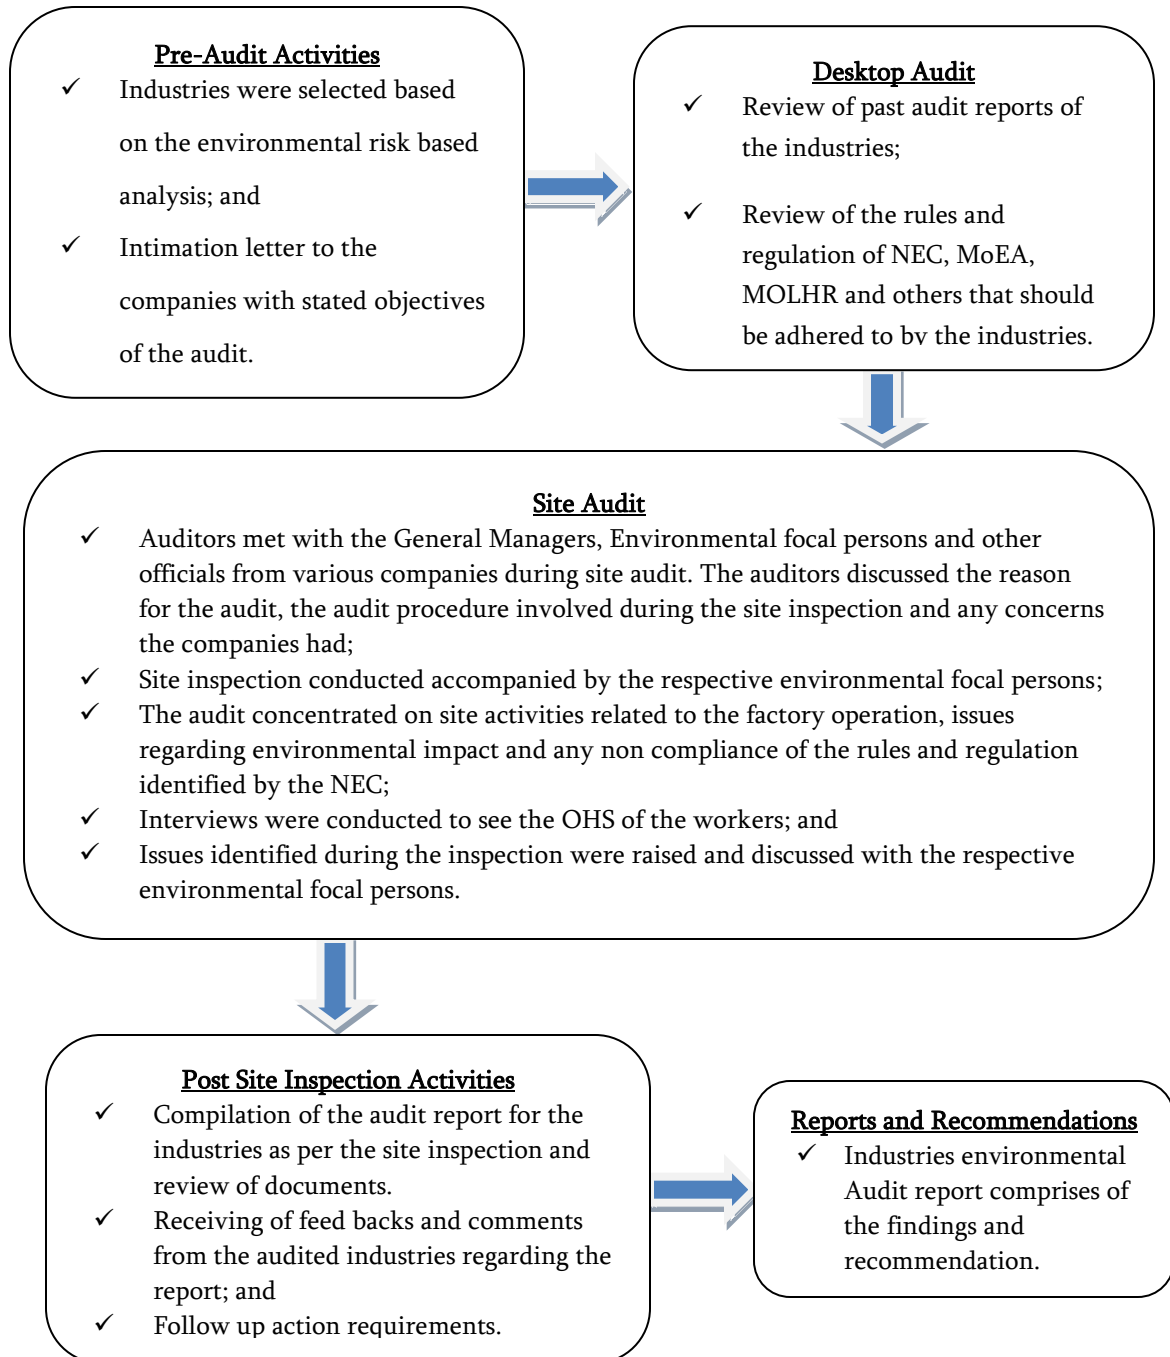 Pre-Audit Activities
✓ Industries were selected based
on the environmental risk based
analysis; and
✓ Intimation letter to the
companies with stated objectives
of the audit.
Desktop Audit
✓ Review of past audit reports of
the industries;
✓ Review of the rules and
regulation of NEC, MoEA,
MOLHR and others that should
be adhered to by the industries.
Site Audit
✓ Auditors met with the General Managers, Environmental focal persons and other
officials from various companies during site audit. The auditors discussed the reason
for the audit, the audit procedure involved during the site inspection and any concerns
the companies had;
✓ Site inspection conducted accompanied by the respective environmental focal persons;
✓ The audit concentrated on site activities related to the factory operation, issues
regarding environmental impact and any non compliance of the rules and regulation
identified by the NEC;
✓ Interviews were conducted to see the OHS of the workers; and
✓ Issues identified during the inspection were raised and discussed with the respective
environmental focal persons.
Post Site Inspection Activities
✓ Compilation of the audit report for the
industries as per the site inspection and
review of documents.
✓ Receiving of feed backs and comments
from the audited industries regarding the
report; and
✓ Follow up action requirements.
Reports and Recommendations
✓ Industries environmental
Audit report comprises of
the findings and
recommendation.